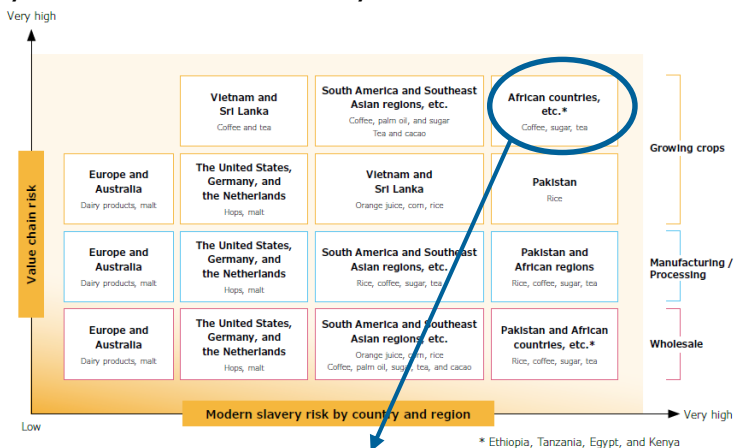 Very high
Vietnam and
Sri Lanka
Coffee and tea
South America and Southeast
Asian regions, etc.
Coffee, palm oil, and sugar
Tea and cacao
African countries,
etc.*
Coffee, sugar, tea
Growing crops
Europe and
Australia
Dairy products, malt
The United States,
Germany, and
the Netherlands
Hops, malt
Vietnam and
Sri Lanka
Orange juice, corn, rice
Pakistan
Rice
Value chain risk
Europe and
Australia
Dairy products, malt
The United States,
Germany, and
the Netherlands
Hops, malt
South America and Southeast
Asian regions, etc.
Rice, coffee, sugar, tea
Pakistan and
African regions
Rice, coffee, sugar, tea
Manufacturing /
Processing
Europe and
Australia
Dairy products, malt
The United States,
Germany, and
the Netherlands
Hops, malt
South America and Southeast
Asian regions, etc.
Orange juice, corn, rice
Coffee, palm oil, sugar, tea, and cacao
Pakistan and African
countries, etc.*
Rice, coffee, sugar, tea
Wholesale
Low
Modern slavery risk by country and region
Very high
* Ethiopia, Tanzania, Egypt, and Kenya